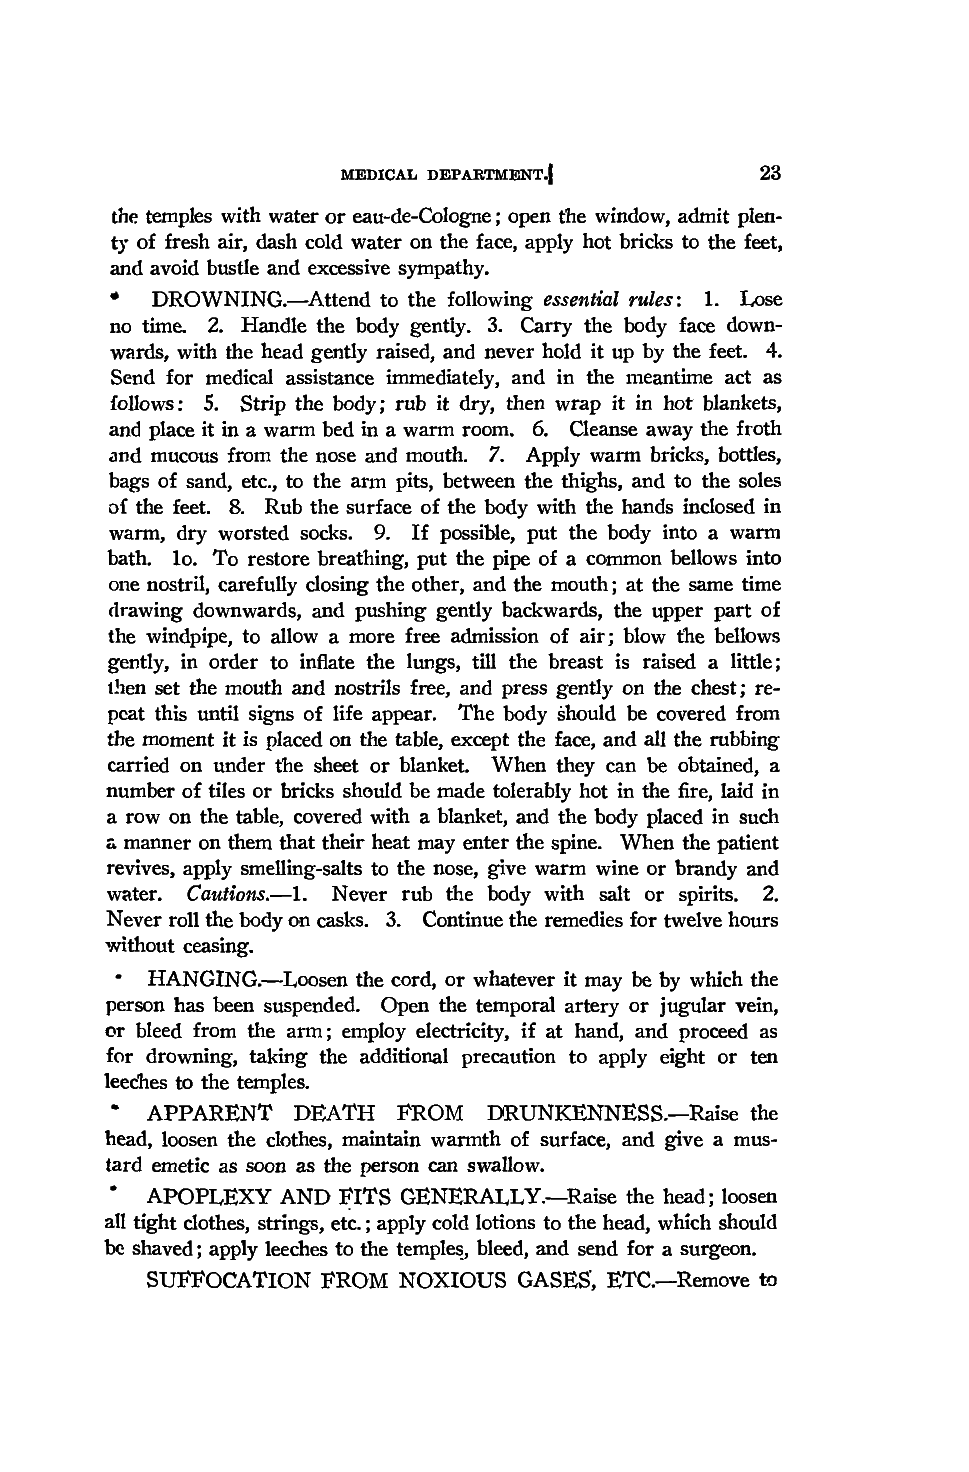 MEDICAL DEPARTMENT. 23
the temples with water or eau-de-Cologne; open the window, admit plen-
ty of fresh air, dash cold water on the face, apply hot bricks to the feet,
and avoid bustle and excessive sympathy.
• DROWNING.—Attend to the following essential rules: 1. Lose
no time. 2. Handle the body gently. 3. Carry the body face down-
wards, with the head gently raised, and never hold it up by the feet. 4.
Send for medical assistance immediately, and in the meantime act as
follows: 5. Strip the body; rub it dry, then wrap it in hot blankets,
and place it in a warm bed in a warm room. 6. Cleanse away the froth
and mucous from the nose and mouth. 7. Apply warm bricks, bottles,
bags of sand, etc., to the arm pits, between the thighs, and to the soles
of the feet. 8. Rub the surface of the body with the hands inclosed in
warm, dry worsted socks. 9. If possible, put the body into a warm
bath. 1o. To restore breathing, put the pipe of a common bellows into
one nostril, carefully closing the other, and the mouth; at the same time
drawing downwards, and pushing gently backwards, the upper part of
the windpipe, to allow a more free admission of air; blow the bellows
gently, in order to inflate the lungs, till the breast is raised a little;
then set the mouth and nostrils free, and press gently on the chest; re-
peat this until signs of life appear. The body should be covered from
the moment it is placed on the table, except the face, and all the rubbing
carried on under the sheet or blanket. When they can be obtained, a
number of tiles or bricks should be made tolerably hot in the fire, laid in
a row on the table, covered with a blanket, and the body placed in such
a manner on them that their heat may enter the spine. When the patient
revives, apply smelling-salts to the nose, give warm wine or brandy and
water. Cautions.—1. Never rub the body with salt or spirits. 2.
Never roll the body on casks. 3. Continue the remedies for twelve hours
without ceasing.
• HANGING.—Loosen the cord, or whatever it may be by which the
person has been suspended. Open the temporal artery or jugular vein,
or bleed from the arm; employ electricity, if at hand, and proceed as
for drowning, taking the additional precaution to apply eight or ten
leeches to the temples.
• APPARENT DEATH FROM DRUNKENNESS.—Raise the
head, loosen the clothes, maintain warmth of surface, and give a mus-
tard emetic as soon as the person can swallow.
• APOPLEXY AND FITS GENERALLY.—Raise the head; loosen
all tight clothes, strings, etc.; apply cold lotions to the head, which should
be shaved; apply leeches to the temples, bleed, and send for a surgeon.
SUFFOCATION FROM NOXIOUS GASES, ETC.—Remove to